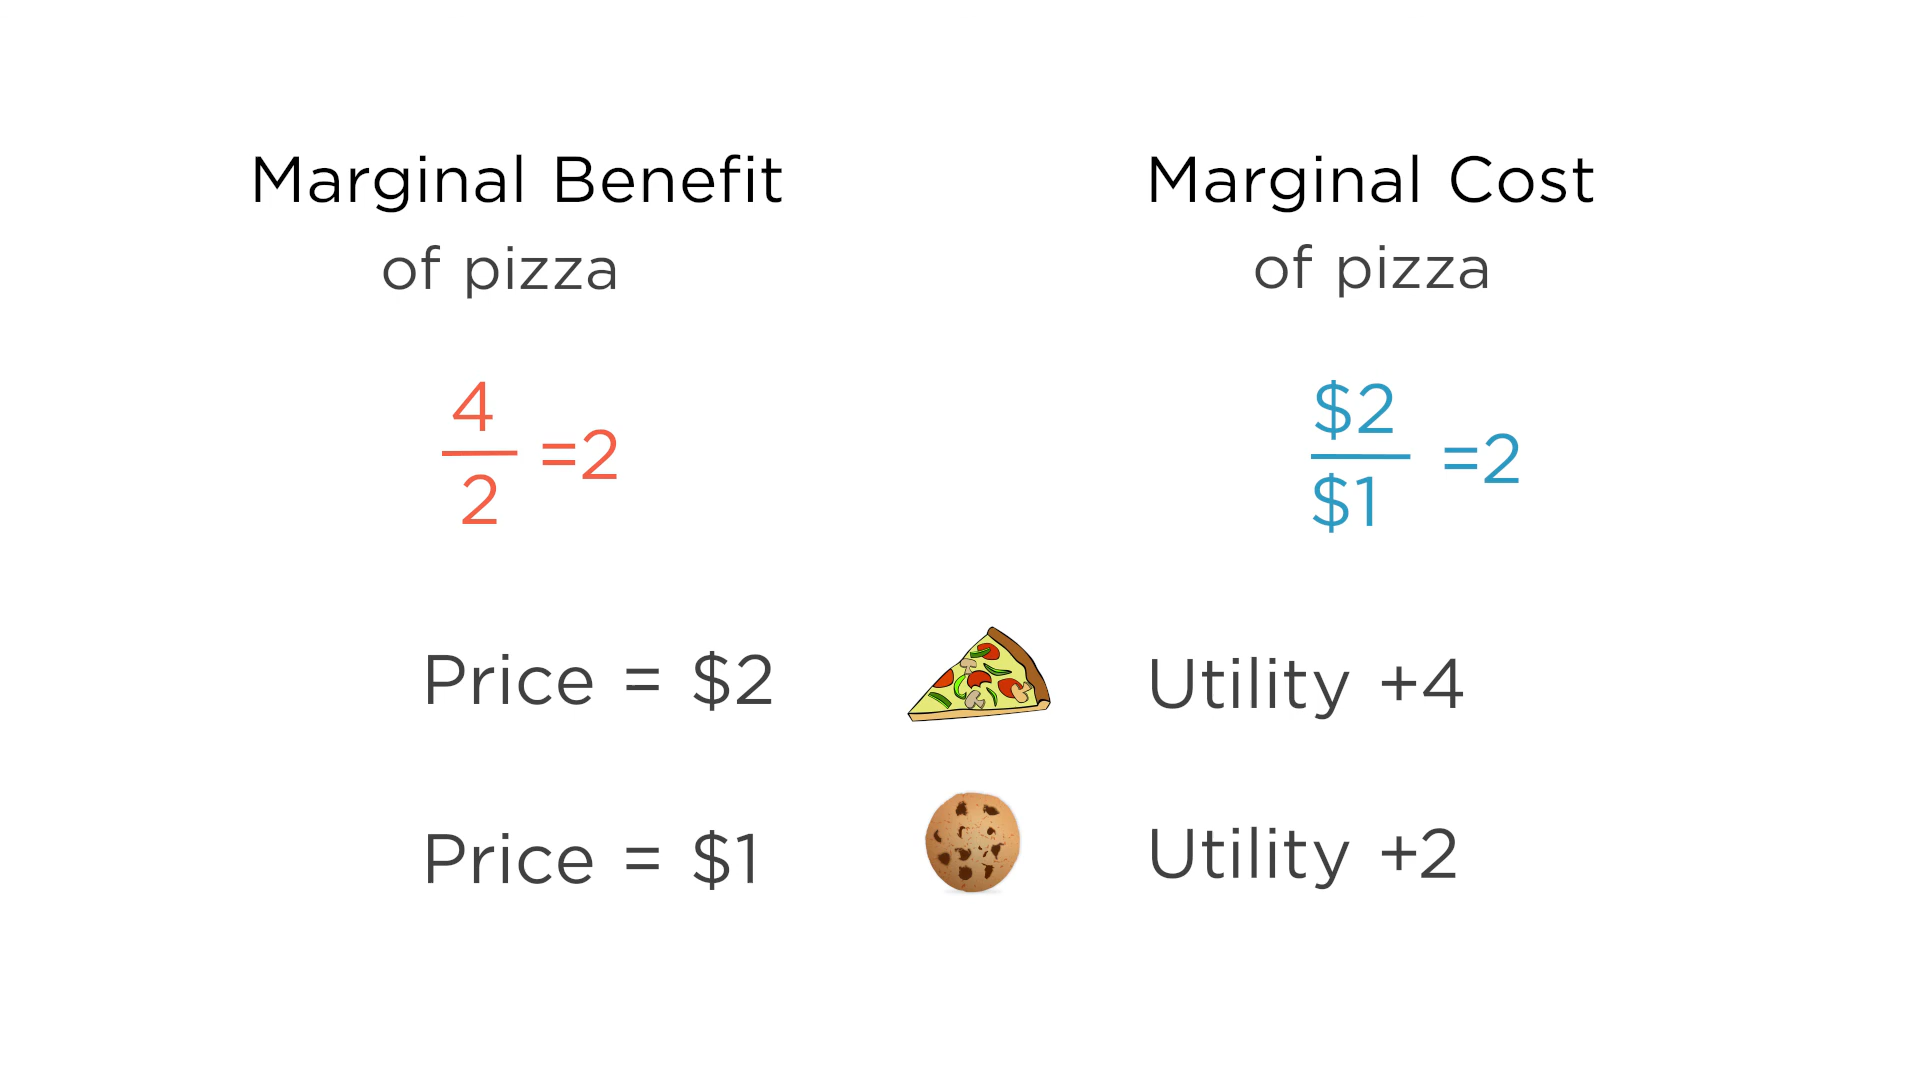 Marginal Benefit
of pizza
4
2
=2
Marginal Cost
of pizza
$2
$1
=2
Price = $2
Utility +4
Price = $1
Utility +2